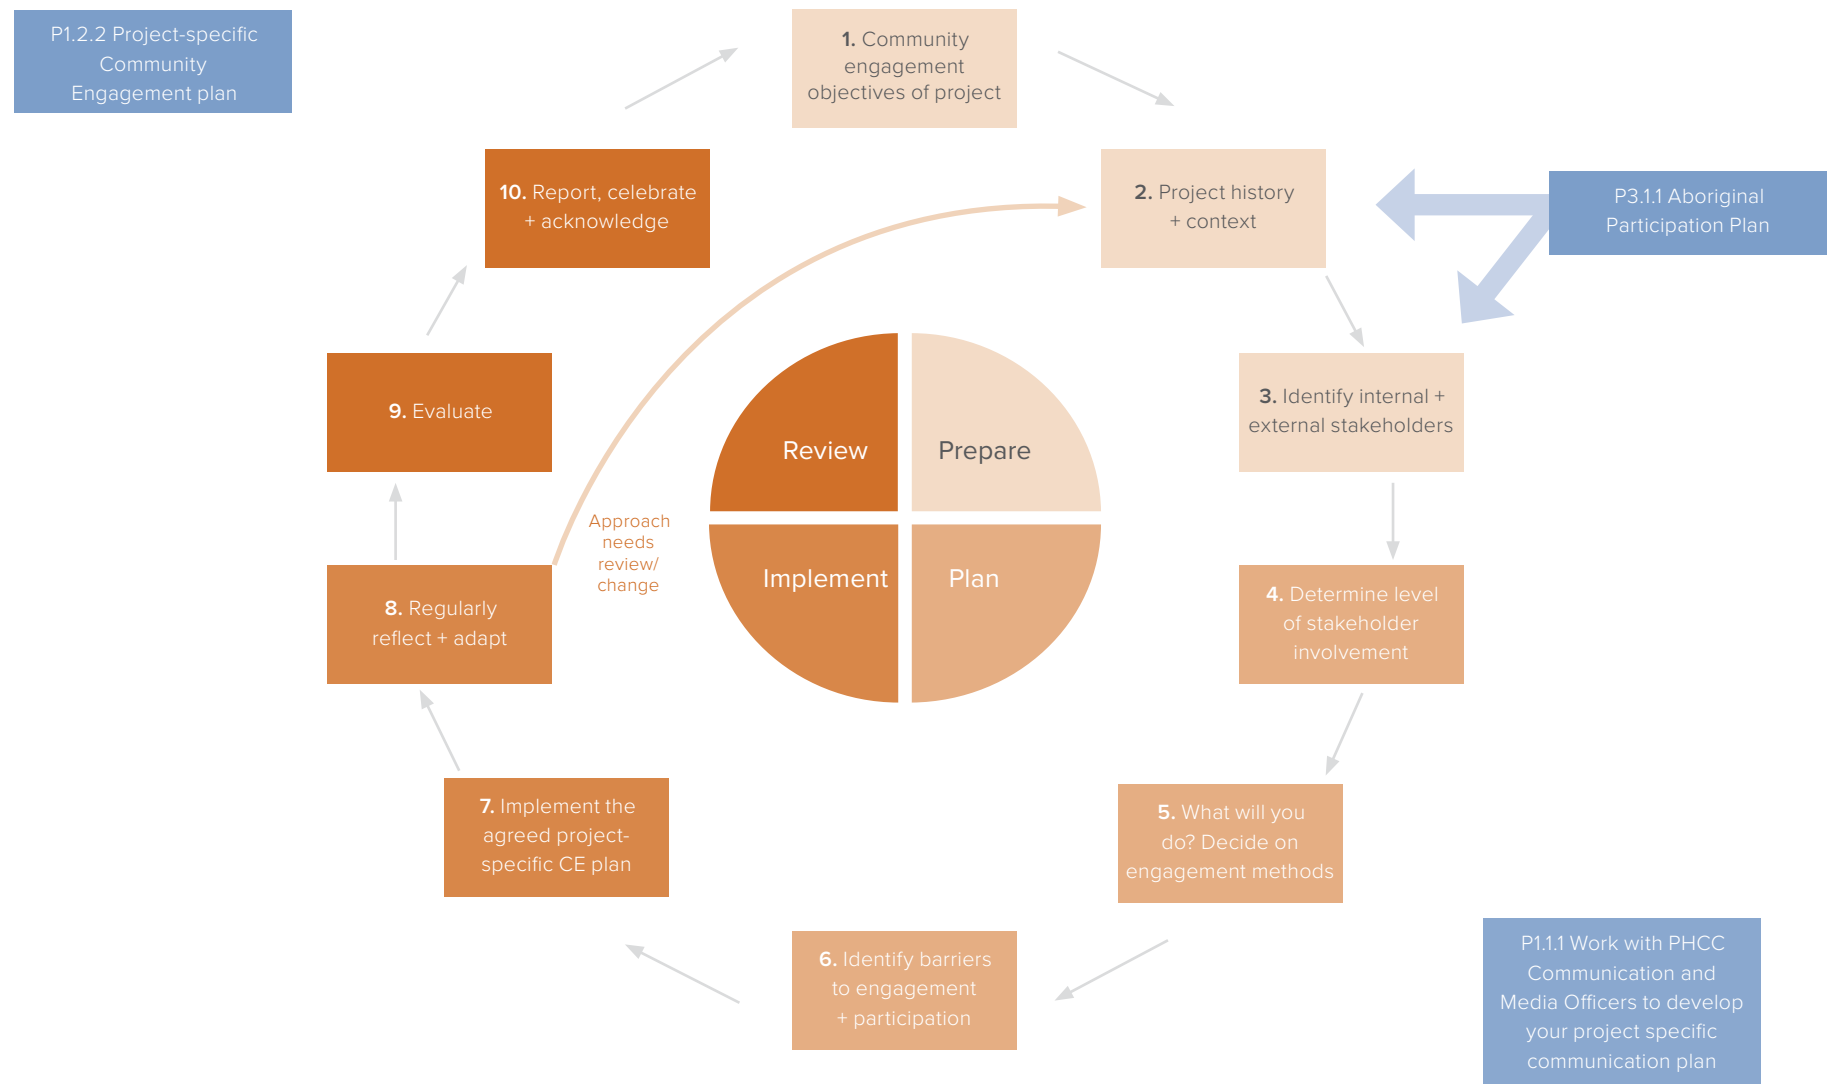 P1.2.2 Project-specific
Community
Engagement plan
1. Community
engagement
objectives of project
2. Project history
+ context
P3.1.1 Aboriginal
Participation Plan
3. Identify internal +
external stakeholders
4. Determine level
of stakeholder
involvement
5. What will you
do? Decide on
engagement methods
P1.1.1 Work with PHCC
Communication and
Media Officers to develop
your project specific
communication plan
6. Identify barriers
to engagement
+ participation
7. Implement the
agreed project-
specific CE plan
8. Regularly
reflect + adapt
Approach
needs
review/
change
9. Evaluate
10. Report, celebrate
+ acknowledge
Review
Prepare
Implement
Plan